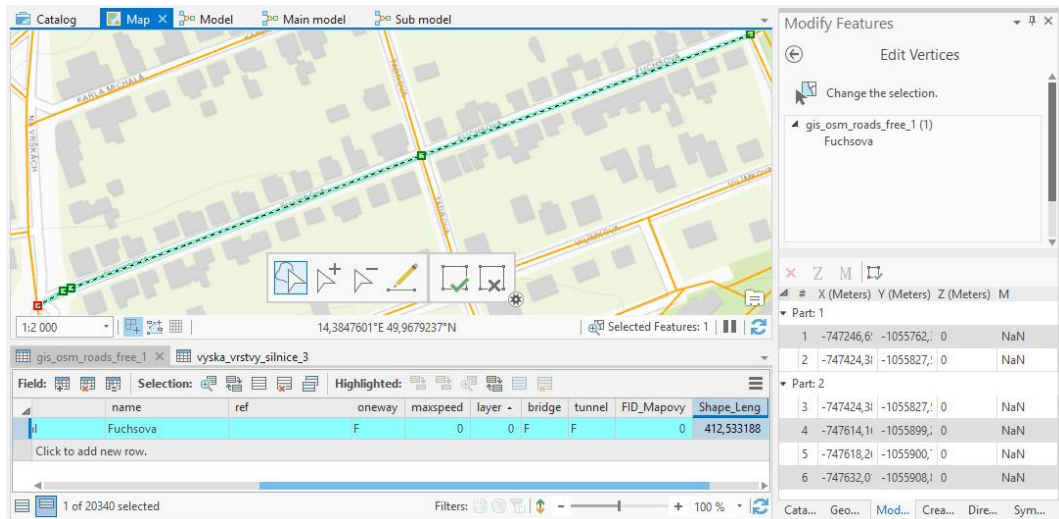 Catalog Map Model Main model Sub model
KARLA MICHALA
NA VRŠKÁCH
FUCHSOVA
FUCHSOVA
1:2 000 14,3847601°E 49,9679237°N Selected Features: 1
gis_osm_roads_free_1 vyska_vrstvy_silnice_3
Field: Selection: Highlighted:
name ref oneway maxspeed layer bridge tunnel FID_Mapovy Shape_Leng
Fuchsova F 0 0 F F 0 412,533188
Click to add new row.
1 of 20340 selected Filters: 100 %
Modify Features
Edit Vertices
Change the selection.
gis_osm_roads_free_1 (1)
Fuchsova
Z M
# X (Meters) Y (Meters) Z (Meters) M
Part: 1
1 -747246,6 -1055762, 0 NaN
2 -747424,3 -1055827, 0 NaN
Part: 2
3 -747424,3 -1055827, 0 NaN
4 -747614,1 -1055899, 0 NaN
5 -747618,2 -1055900, 0 NaN
6 -747632,0 -1055908, 0 NaN
Cata... Geo... Mod... Crea... Dire... Sym...